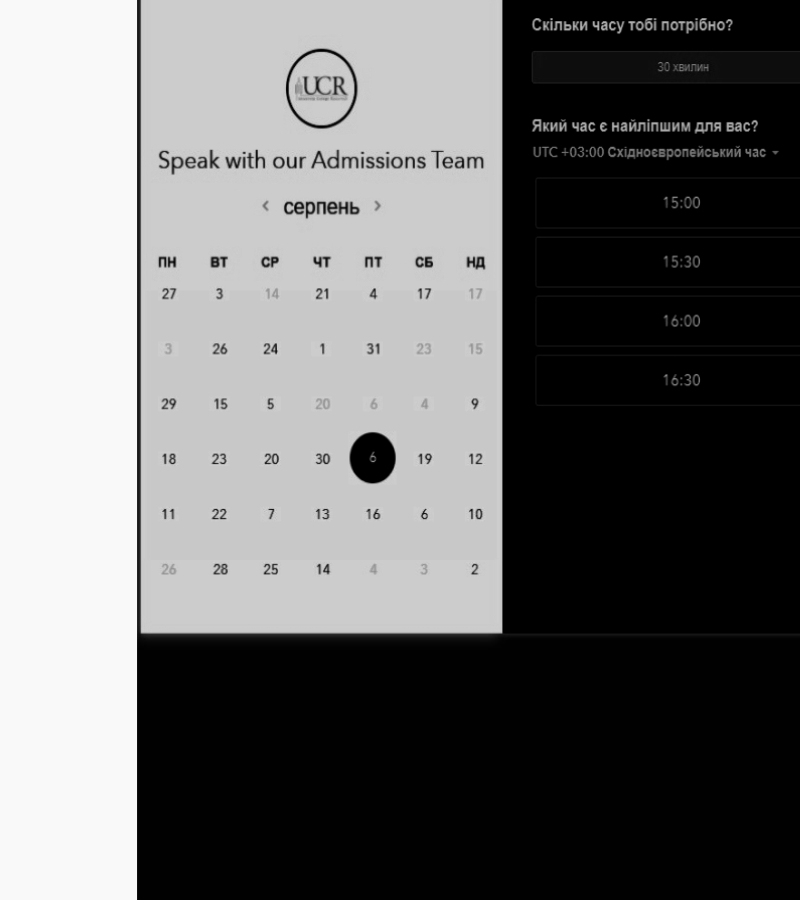 UCR
Speak with our Admissions Team
< серпень >
ПН ВТ СР ЧТ ПТ СБ НД
27 3 14 21 4 17 17
3 26 24 1 31 23 15
29 15 5 20 6 4 9
18 23 20 30 6 19 12
11 22 7 13 16 6 10
26 28 25 14 4 3 2
Скільки часу тобі потрібно?
30 хвилин
Який час є найліпшим для вас?
UTC +03:00 Східноєвропейський час
15:00
15:30
16:00
16:30